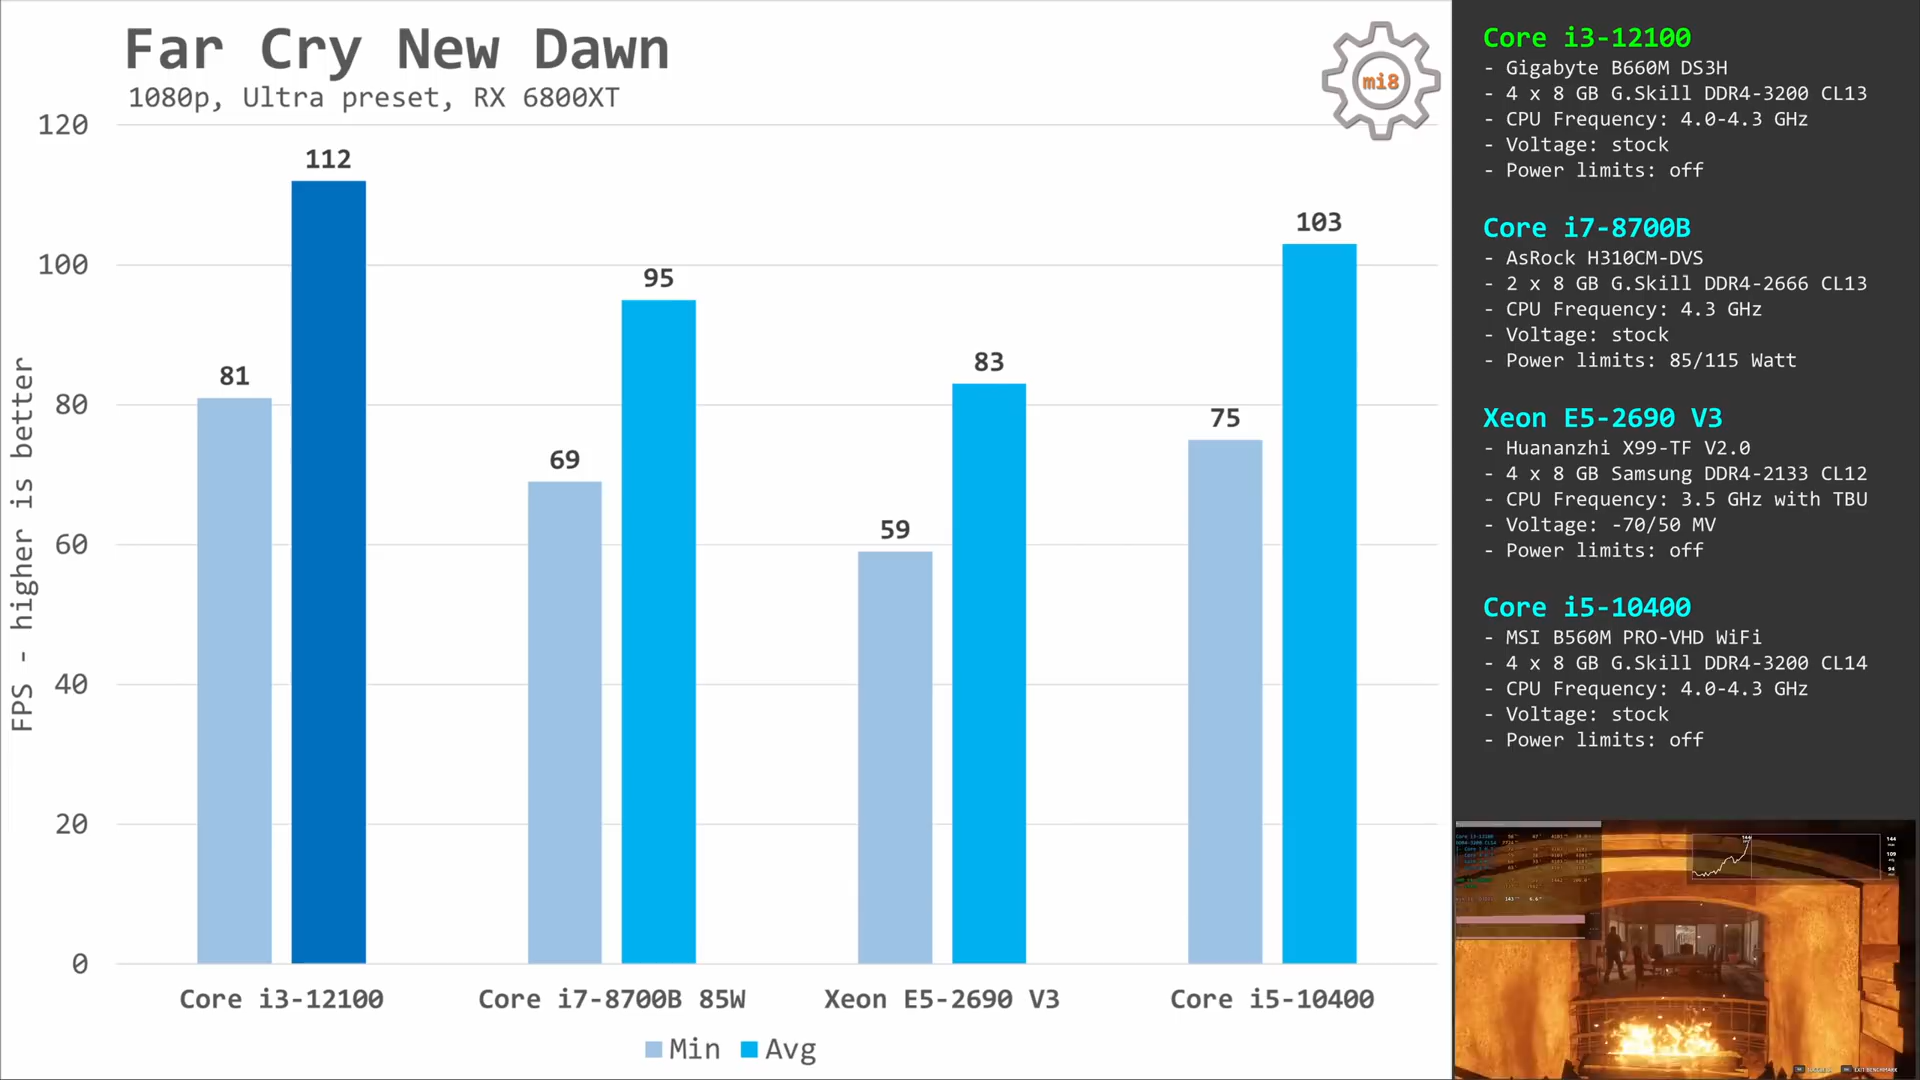 Far Cry New Dawn
1080p, Ultra preset, RX 6800XT
mi8
FPS - higher is better
120
100
80
60
40
20
0
81
112
69
95
59
83
75
103
Core i3-12100
Core i7-8700B 85W
Xeon E5-2690 V3
Core i5-10400
Min
Avg
Core i3-12100
- Gigabyte B660M DS3H
- 4 x 8 GB G.Skill DDR4-3200 CL13
- CPU Frequency: 4.0-4.3 GHz
- Voltage: stock
- Power limits: off
Core i7-8700B
- AsRock H310CM-DVS
- 2 x 8 GB G.Skill DDR4-2666 CL13
- CPU Frequency: 4.3 GHz
- Voltage: stock
- Power limits: 85/115 Watt
Xeon E5-2690 V3
- Huananzhi X99-TF V2.0
- 4 x 8 GB Samsung DDR4-2133 CL12
- CPU Frequency: 3.5 GHz with TBU
- Voltage: -70/50 MV
- Power limits: off
Core i5-10400
- MSI B560M PRO-VHD WiFi
- 4 x 8 GB G.Skill DDR4-3200 CL14
- CPU Frequency: 4.0-4.3 GHz
- Voltage: stock
- Power limits: off
144
109
94
EXIT BENCHMARK